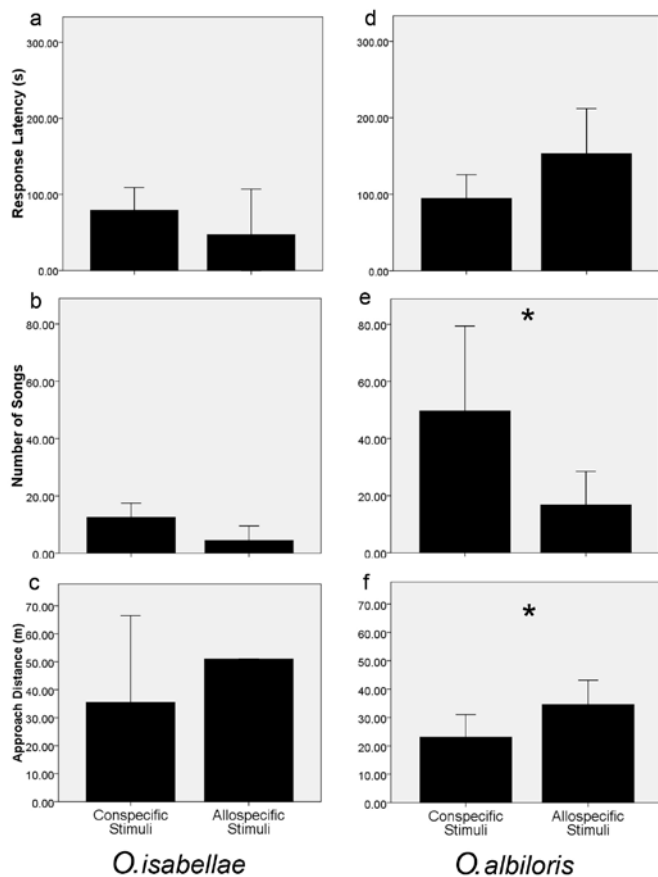 a
Response Latency (s)
300.00
200.00
100.00
0.00
d
300.00
200.00
100.00
0.00
b
Number of Songs
80.00
60.00
40.00
20.00
0.00
e
*
80.00
60.00
40.00
20.00
0.00
c
Approach Distance (m)
70.00
60.00
50.00
40.00
30.00
20.00
10.00
0.00
Conspecific
Stimuli
Allospecific
Stimuli
f
*
70.00
60.00
50.00
40.00
30.00
20.00
10.00
0.00
Conspecific
Stimuli
Allospecific
Stimuli
O.isabellae
O.albiloris